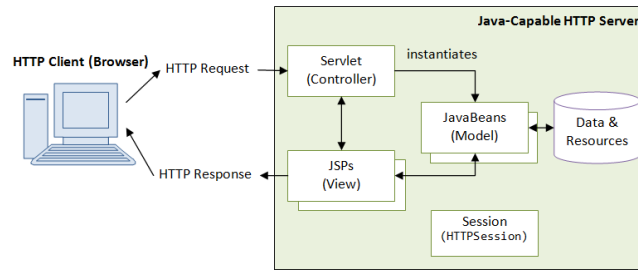 Java-Capable HTTP Server
HTTP Client (Browser)
HTTP Request
Servlet
(Controller)
instantiates
JavaBeans
(Model)
Data &
Resources
HTTP Response
JSPs
(View)
Session
(HTTPSession)